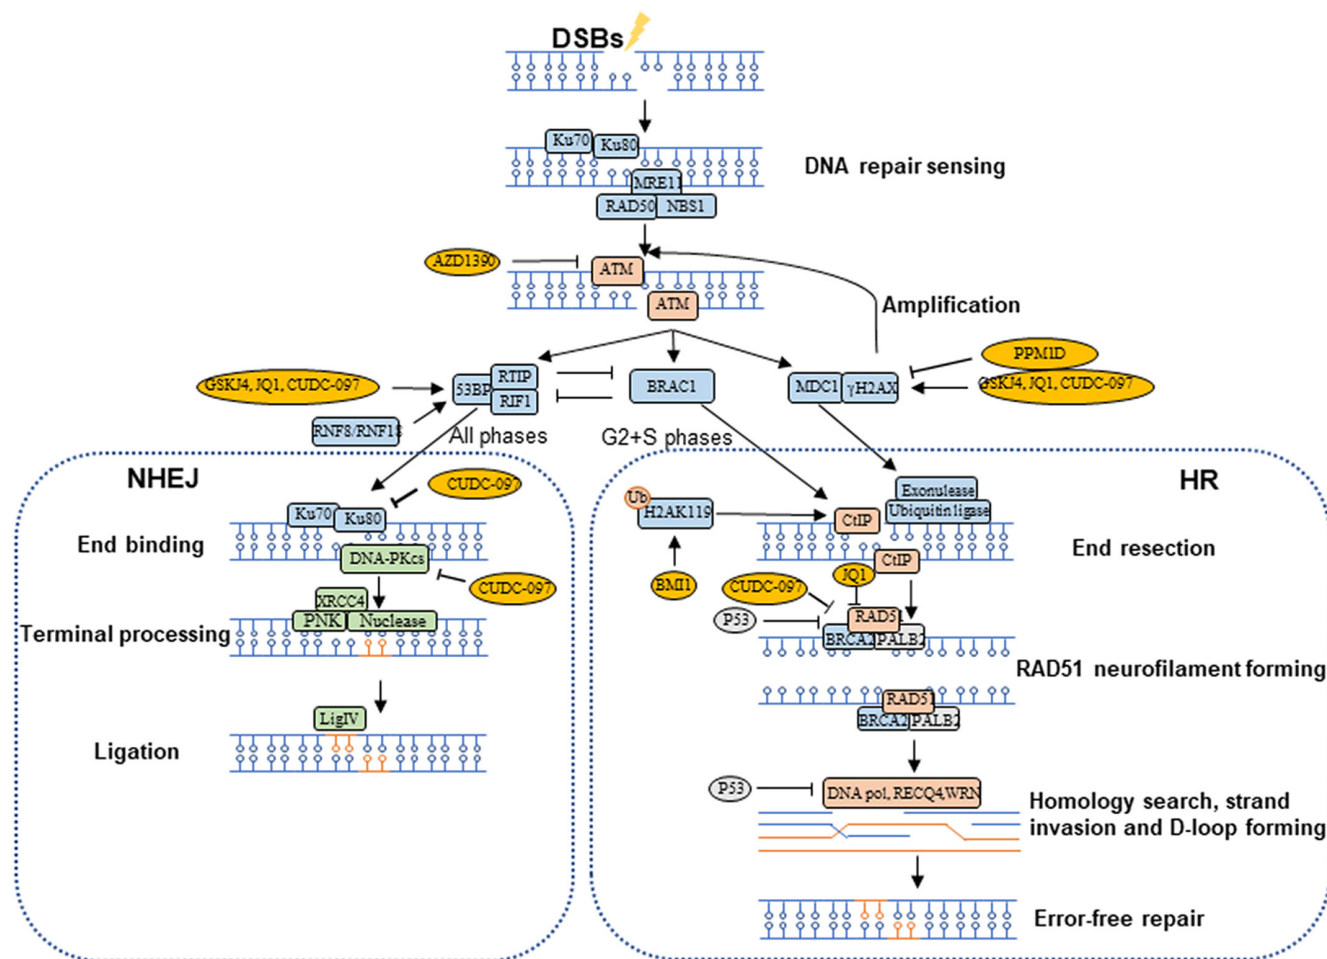 DSBs
Ku70
Ku80
DNA repair sensing
MRE11
RAD50
NBS1
AZD1390
ATM
ATM
Amplification
PPM1D
GSKJ4, JQ1, CUDC-097
RTIP
53BP
RIF1
BRAC1
MDC1
γH2AX
GSKJ4, JQ1, CUDC-097
RNF8/RNF18
All phases
G2+S phases
NHEJ
CUDC-097
Ku70
Ku80
End binding
DNA-PKcs
CUDC-097
XRCC4
PNK
Nuclease
Terminal processing
LigIV
Ligation
HR
Exonulease
Ubiquitin ligase
Ub
H2AK119
CtIP
End resection
CtIP
BMI1
CUDC-097
JQ1
P53
RAD51
BRCA2
PALB2
RAD51 neurofilament forming
RAD51
BRCA2
PALB2
P53
DNA pol, RECQ4,WRN
Homology search, strand
invasion and D-loop forming
Error-free repair